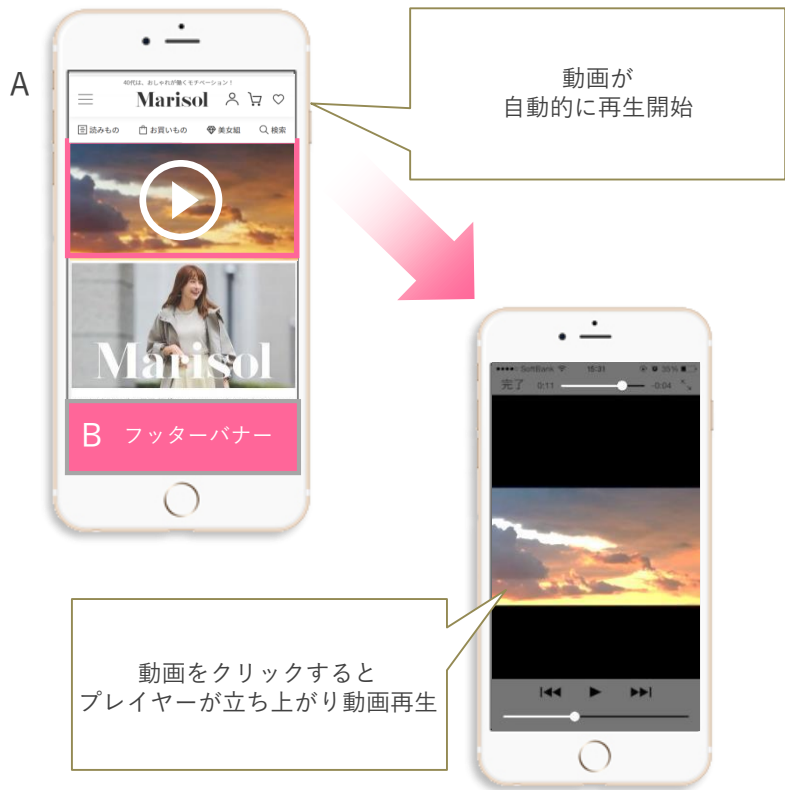 A
動画が
自動的に再生開始
40代は、おしゃれが働くモチベーション！
Marisol
読みもの
お買いもの
美女組
検索
Marisol
B フッターバナー
SoftBank
15:31
35%
完了
0:11
-0:04
動画をクリックすると
プレイヤーが立ち上がり動画再生